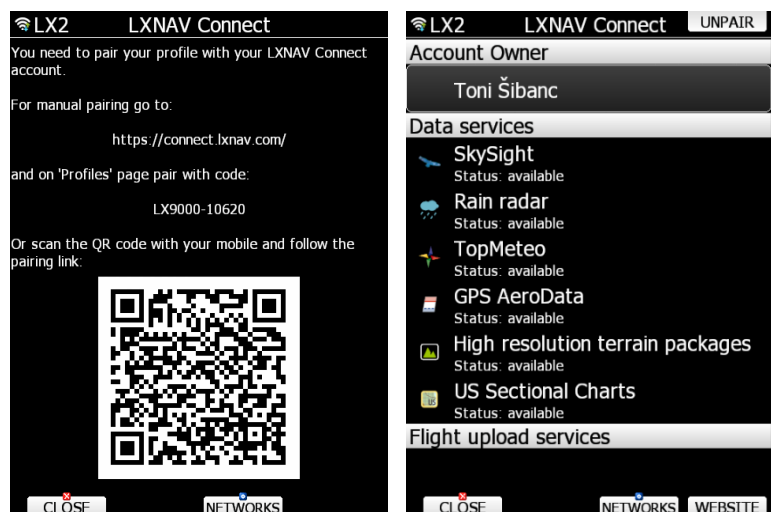 LX2 LXNAV Connect
You need to pair your profile with your LXNAV Connect
account.
For manual pairing go to:
https://connect.lxnav.com/
and on 'Profiles' page pair with code:
LX9000-10620
Or scan the QR code with your mobile and follow the
pairing link:
CLOSE NETWORKS
LX2 LXNAV Connect UNPAIR
Account Owner
Toni Šibanc
Data services
SkySight
Status: available
Rain radar
Status: available
TopMeteo
Status: available
GPS AeroData
Status: available
High resolution terrain packages
Status: available
US Sectional Charts
Status: available
Flight upload services
CLOSE NETWORKS WEBSITE